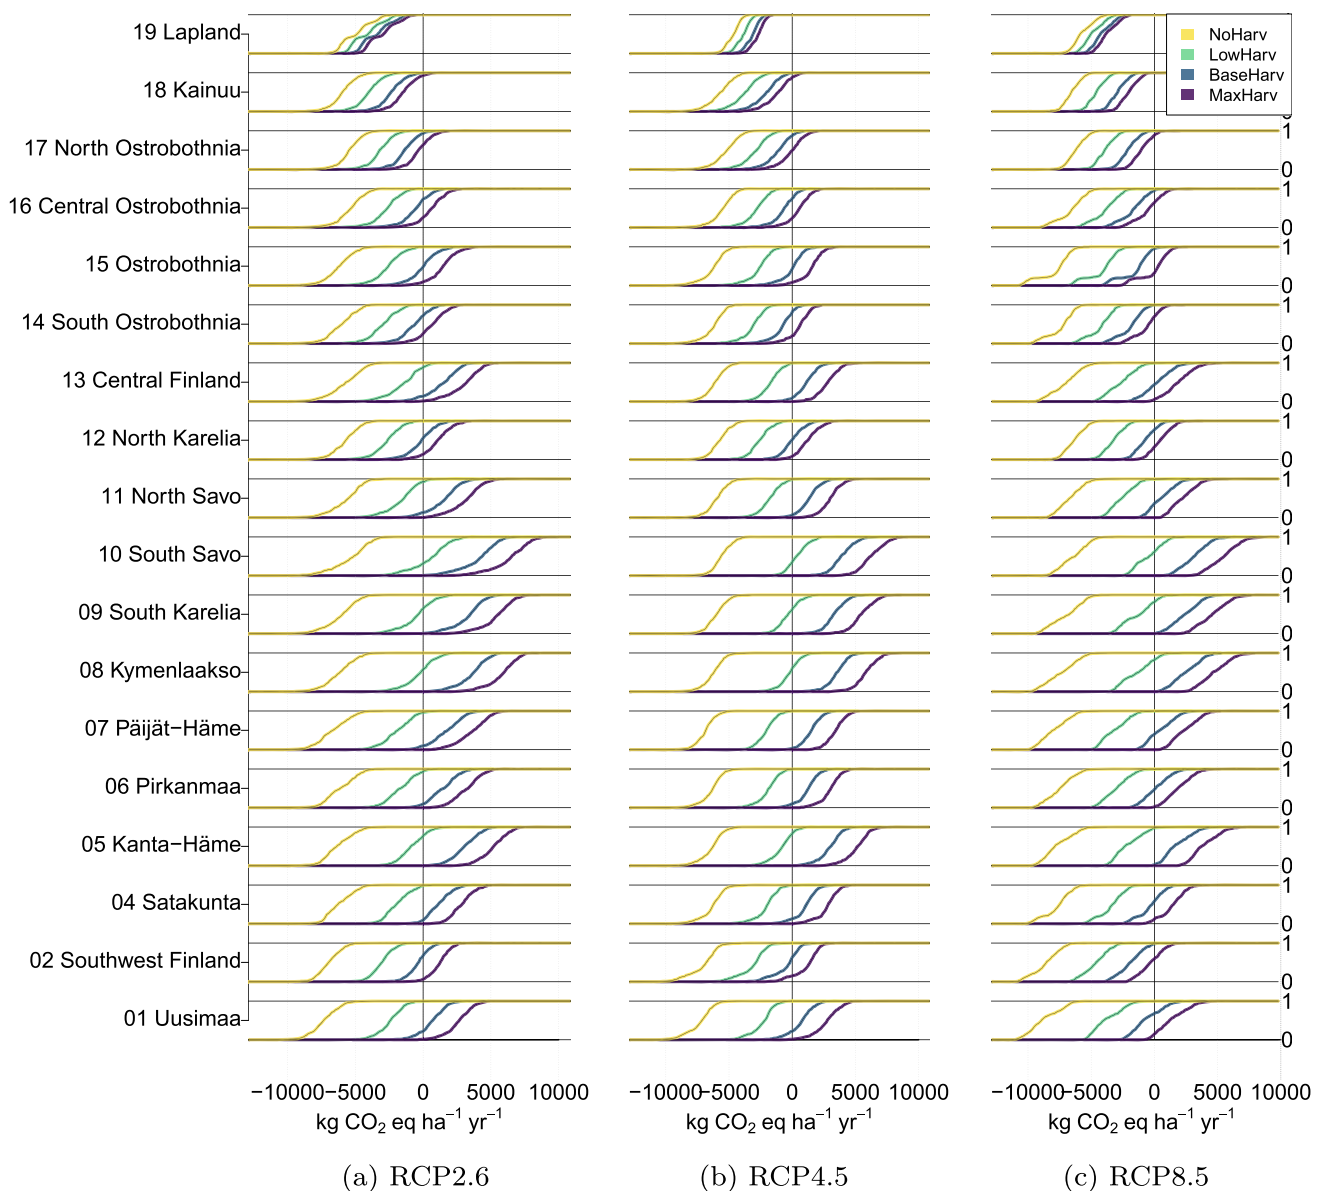 19 Lapland
18 Kainuu
17 North Ostrobothnia
16 Central Ostrobothnia
15 Ostrobothnia
14 South Ostrobothnia
13 Central Finland
12 North Karelia
11 North Savo
10 South Savo
09 South Karelia
08 Kymenlaakso
07 Päijät−Häme
06 Pirkanmaa
05 Kanta−Häme
04 Satakunta
02 Southwest Finland
01 Uusimaa
NoHarv
LowHarv
BaseHarv
MaxHarv
1
0
1
0
1
0
1
0
1
0
1
0
1
0
1
0
1
0
1
0
1
0
1
0
1
0
1
0
1
0
1
0
−10000 −5000 0 5000 10000 −10000 −5000 0 5000 10000 −10000 −5000 0 5000 10000
kg CO₂ eq ha⁻¹ yr⁻¹ kg CO₂ eq ha⁻¹ yr⁻¹ kg CO₂ eq ha⁻¹ yr⁻¹
(a) RCP2.6 (b) RCP4.5 (c) RCP8.5